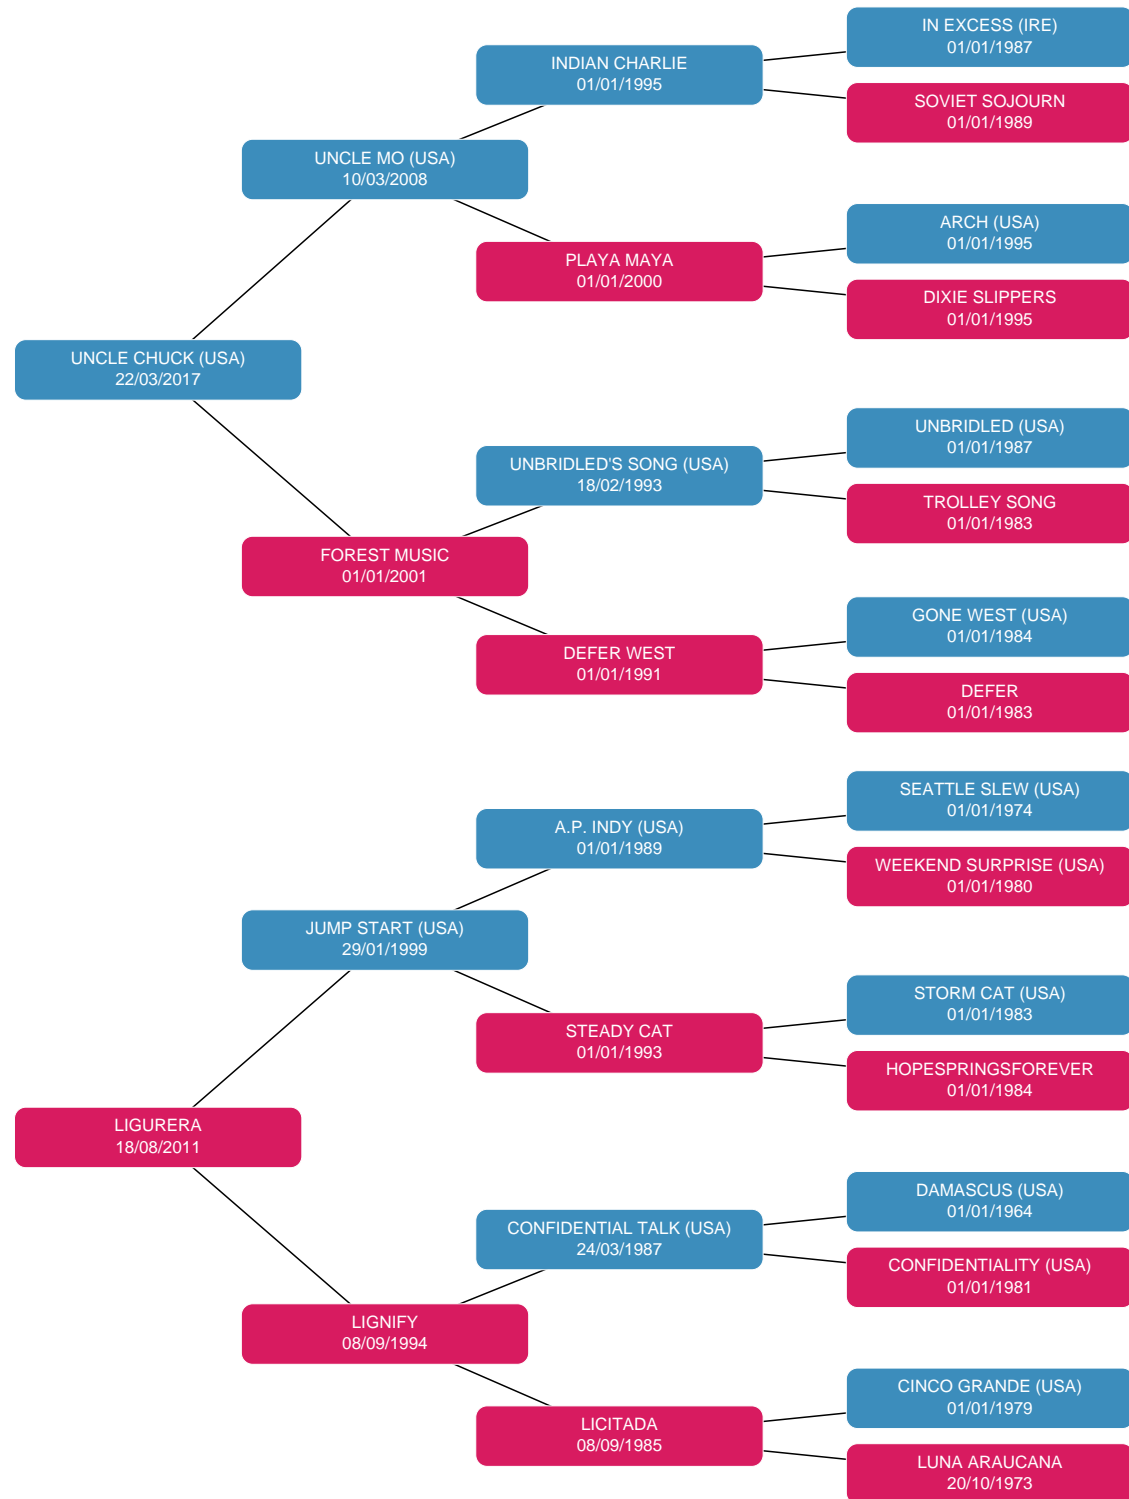 IN EXCESS (IRE)
01/01/1987
INDIAN CHARLIE
01/01/1995
SOVIET SOJOURN
01/01/1989
UNCLE MO (USA)
10/03/2008
ARCH (USA)
01/01/1995
PLAYA MAYA
01/01/2000
DIXIE SLIPPERS
01/01/1995
UNCLE CHUCK (USA)
22/03/2017
UNBRIDLED (USA)
01/01/1987
UNBRIDLED'S SONG (USA)
18/02/1993
TROLLEY SONG
01/01/1983
FOREST MUSIC
01/01/2001
GONE WEST (USA)
01/01/1984
DEFER WEST
01/01/1991
DEFER
01/01/1983
SEATTLE SLEW (USA)
01/01/1974
A.P. INDY (USA)
01/01/1989
WEEKEND SURPRISE (USA)
01/01/1980
JUMP START (USA)
29/01/1999
STORM CAT (USA)
01/01/1983
STEADY CAT
01/01/1993
HOPESPRINGSFOREVER
01/01/1984
LIGURERA
18/08/2011
DAMASCUS (USA)
01/01/1964
CONFIDENTIAL TALK (USA)
24/03/1987
CONFIDENTIALITY (USA)
01/01/1981
LIGNIFY
08/09/1994
CINCO GRANDE (USA)
01/01/1979
LICITADA
08/09/1985
LUNA ARAUCANA
20/10/1973